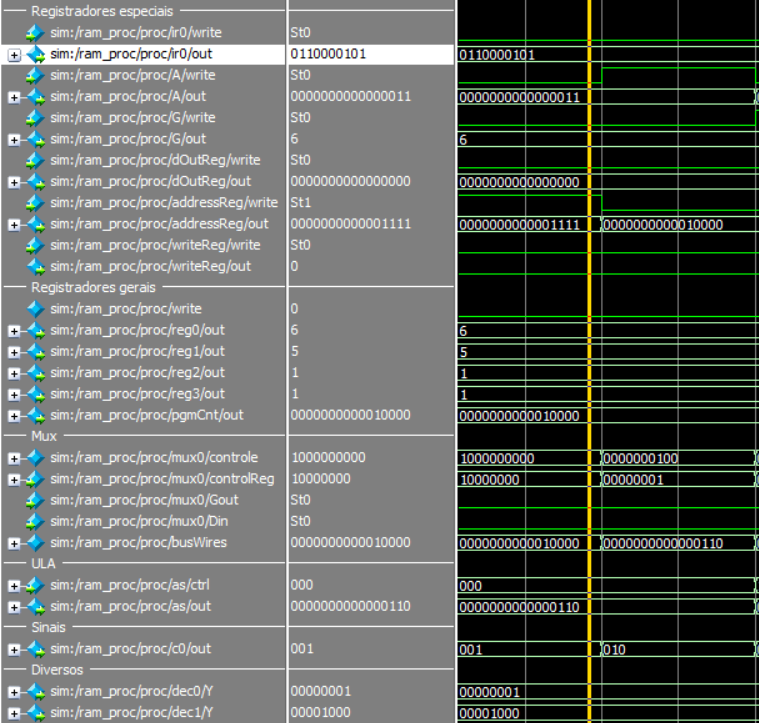 Registradores especiais
sim:/ram_proc/proc/ir0/write St0
sim:/ram_proc/proc/ir0/out 0110000101 0110000101
sim:/ram_proc/proc/A/write St0
sim:/ram_proc/proc/A/out 0000000000000011 0000000000000011
sim:/ram_proc/proc/G/write St0
sim:/ram_proc/proc/G/out 6 6
sim:/ram_proc/proc/dOutReg/write St0
sim:/ram_proc/proc/dOutReg/out 0000000000000000 0000000000000000
sim:/ram_proc/proc/addressReg/write St1
sim:/ram_proc/proc/addressReg/out 0000000000001111 0000000000001111 0000000000010000
sim:/ram_proc/proc/writeReg/write St0
sim:/ram_proc/proc/writeReg/out 0
Registradores gerais
sim:/ram_proc/proc/write 0
sim:/ram_proc/proc/reg0/out 6 6
sim:/ram_proc/proc/reg1/out 5 5
sim:/ram_proc/proc/reg2/out 1 1
sim:/ram_proc/proc/reg3/out 1 1
sim:/ram_proc/proc/pgmCnt/out 0000000000010000 0000000000010000
Mux
sim:/ram_proc/proc/mux0/controle 1000000000 1000000000 0000000100
sim:/ram_proc/proc/mux0/controlReg 10000000 10000000 00000001
sim:/ram_proc/proc/mux0/Gout St0
sim:/ram_proc/proc/mux0/Din St0
sim:/ram_proc/proc/busWires 0000000000010000 0000000000010000 0000000000000110
ULA
sim:/ram_proc/proc/as/ctrl 000 000
sim:/ram_proc/proc/as/out 0000000000000110 0000000000000110
Sinais
sim:/ram_proc/proc/c0/out 001 001 010
Diversos
sim:/ram_proc/proc/dec0/Y 00000001 00000001
sim:/ram_proc/proc/dec1/Y 00001000 00001000